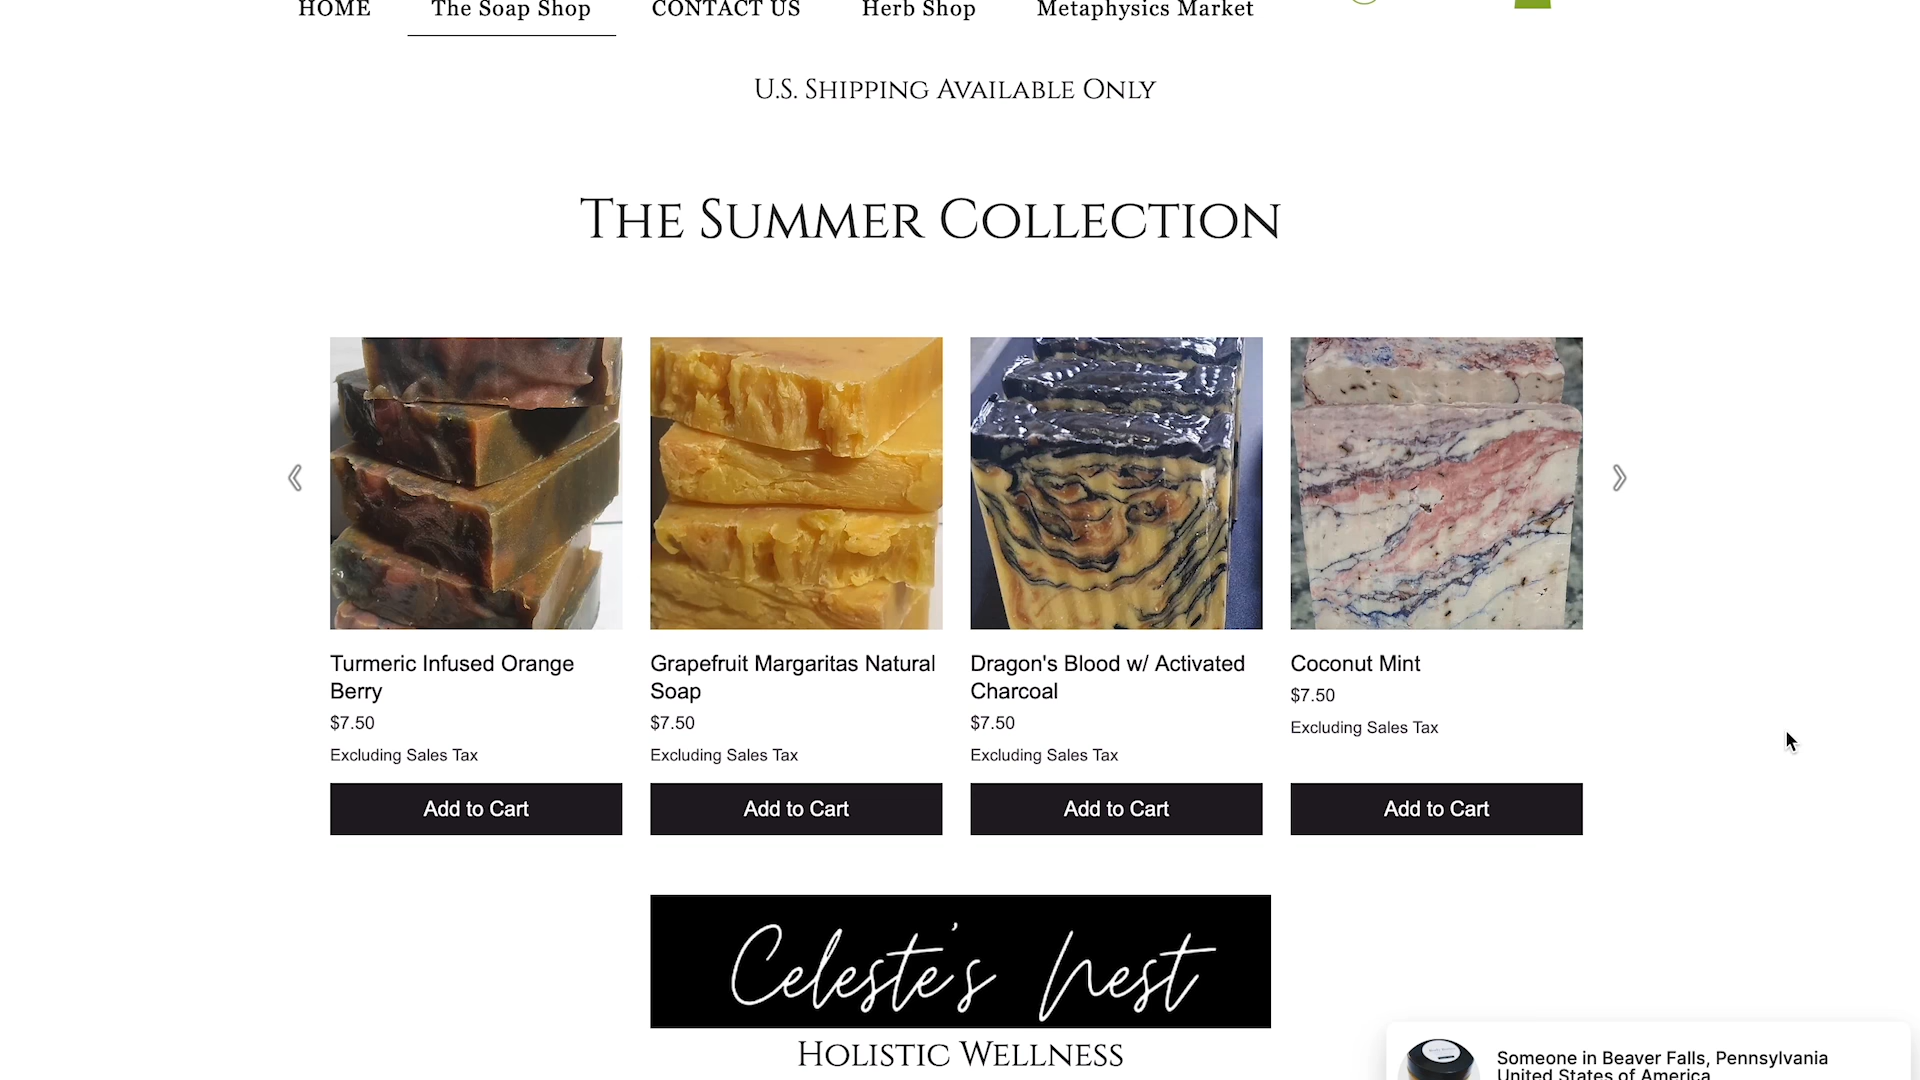 HOME The Soap Shop CONTACT US Herb Shop Metaphysics Market
U.S. Shipping Available Only
The Summer Collection
Turmeric Infused Orange
Berry
$7.50
Excluding Sales Tax
Add to Cart
Grapefruit Margaritas Natural
Soap
$7.50
Excluding Sales Tax
Add to Cart
Dragon's Blood w/ Activated
Charcoal
$7.50
Excluding Sales Tax
Add to Cart
Coconut Mint
$7.50
Excluding Sales Tax
Add to Cart
Celeste's Nest
Holistic Wellness
Someone in Beaver Falls, Pennsylvania
United States of America